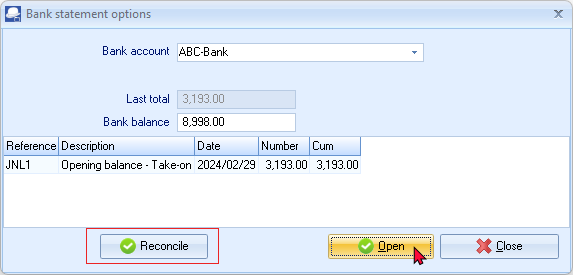 Bank statement options
Bank account ABC-Bank
Last total 3,193.00
Bank balance 8,998.00
Reference Description Date Number Cum
JNL1 Opening balance - Take-on 2024/02/29 3,193.00 3,193.00
Reconcile Open Close